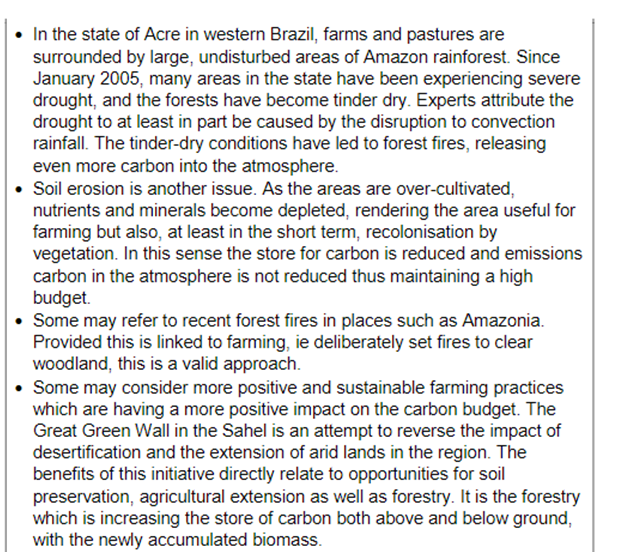 • In the state of Acre in western Brazil, farms and pastures are
surrounded by large, undisturbed areas of Amazon rainforest. Since
January 2005, many areas in the state have been experiencing severe
drought, and the forests have become tinder dry. Experts attribute the
drought to at least in part be caused by the disruption to convection
rainfall. The tinder-dry conditions have led to forest fires, releasing
even more carbon into the atmosphere.
• Soil erosion is another issue. As the areas are over-cultivated,
nutrients and minerals become depleted, rendering the area useful for
farming but also, at least in the short term, recolonisation by
vegetation. In this sense the store for carbon is reduced and emissions
carbon in the atmosphere is not reduced thus maintaining a high
budget.
• Some may refer to recent forest fires in places such as Amazonia.
Provided this is linked to farming, ie deliberately set fires to clear
woodland, this is a valid approach.
• Some may consider more positive and sustainable farming practices
which are having a more positive impact on the carbon budget. The
Great Green Wall in the Sahel is an attempt to reverse the impact of
desertification and the extension of arid lands in the region. The
benefits of this initiative directly relate to opportunities for soil
preservation, agricultural extension as well as forestry. It is the forestry
which is increasing the store of carbon both above and below ground,
with the newly accumulated biomass.